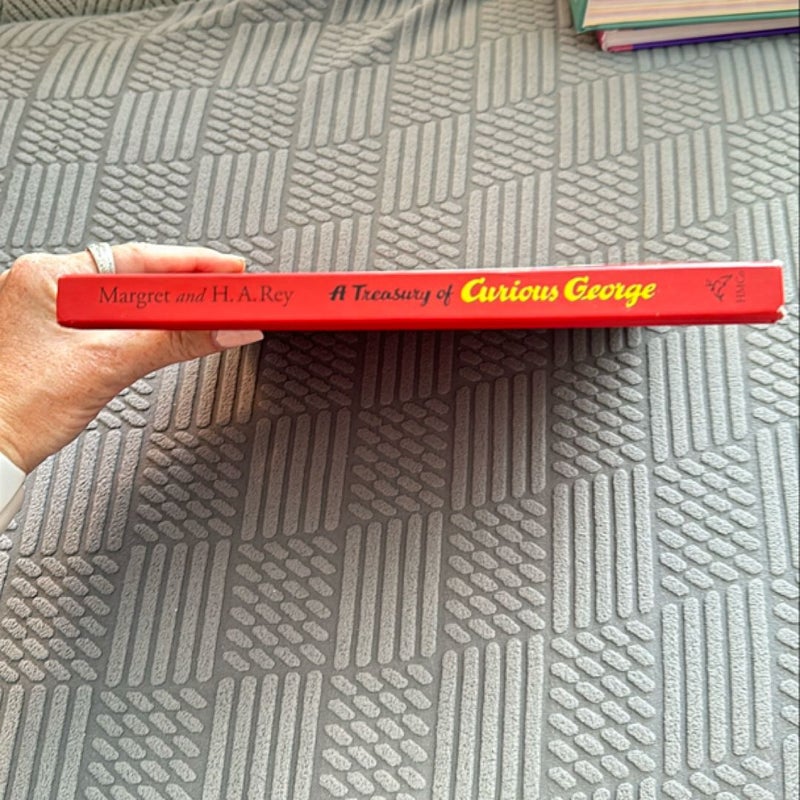 Margret and H. A. Rey A Treasury of Curious George HMCo